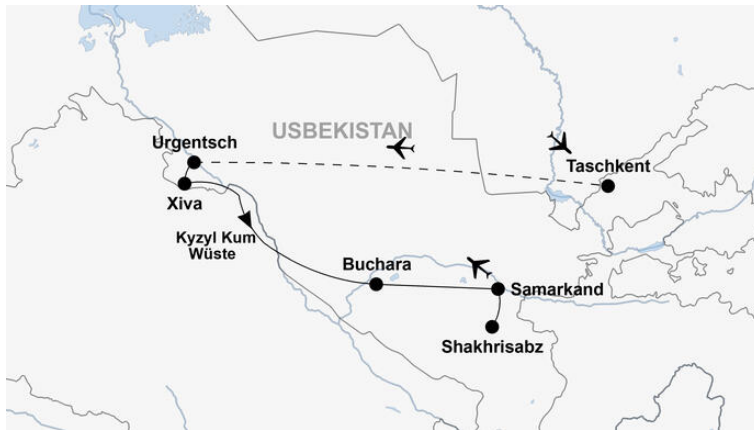 USBEKISTAN
Urgentsch
Taschkent
Xiva
Kyzyl Kum
Wüste
Buchara
Samarkand
Shakhrisabz